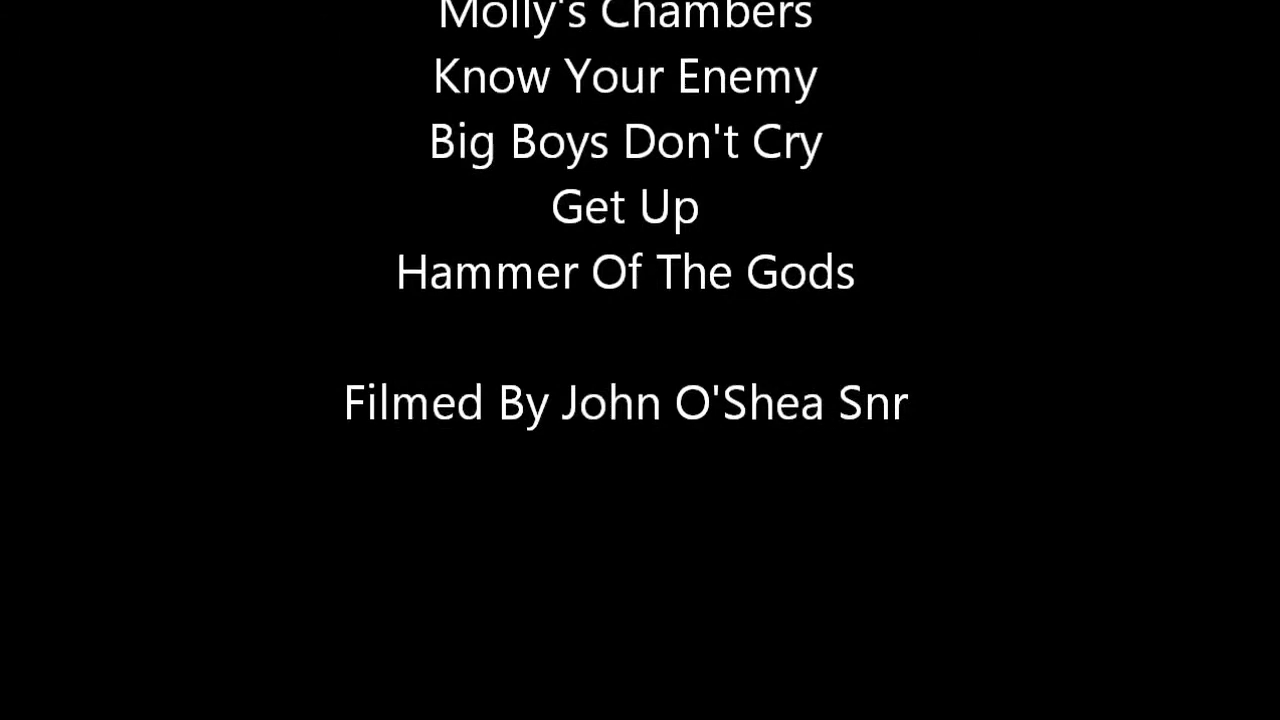 Molly's Chambers
Know Your Enemy
Big Boys Don't Cry
Get Up
Hammer Of The Gods
Filmed By John O'Shea Snr